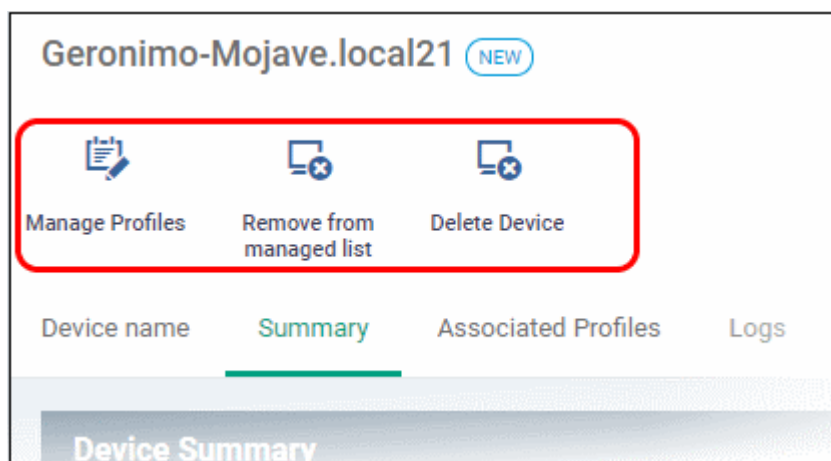 Geronimo-Mojave.local21 NEW
Manage Profiles Remove from Delete Device
managed list
Device name Summary Associated Profiles Logs
Device Summary